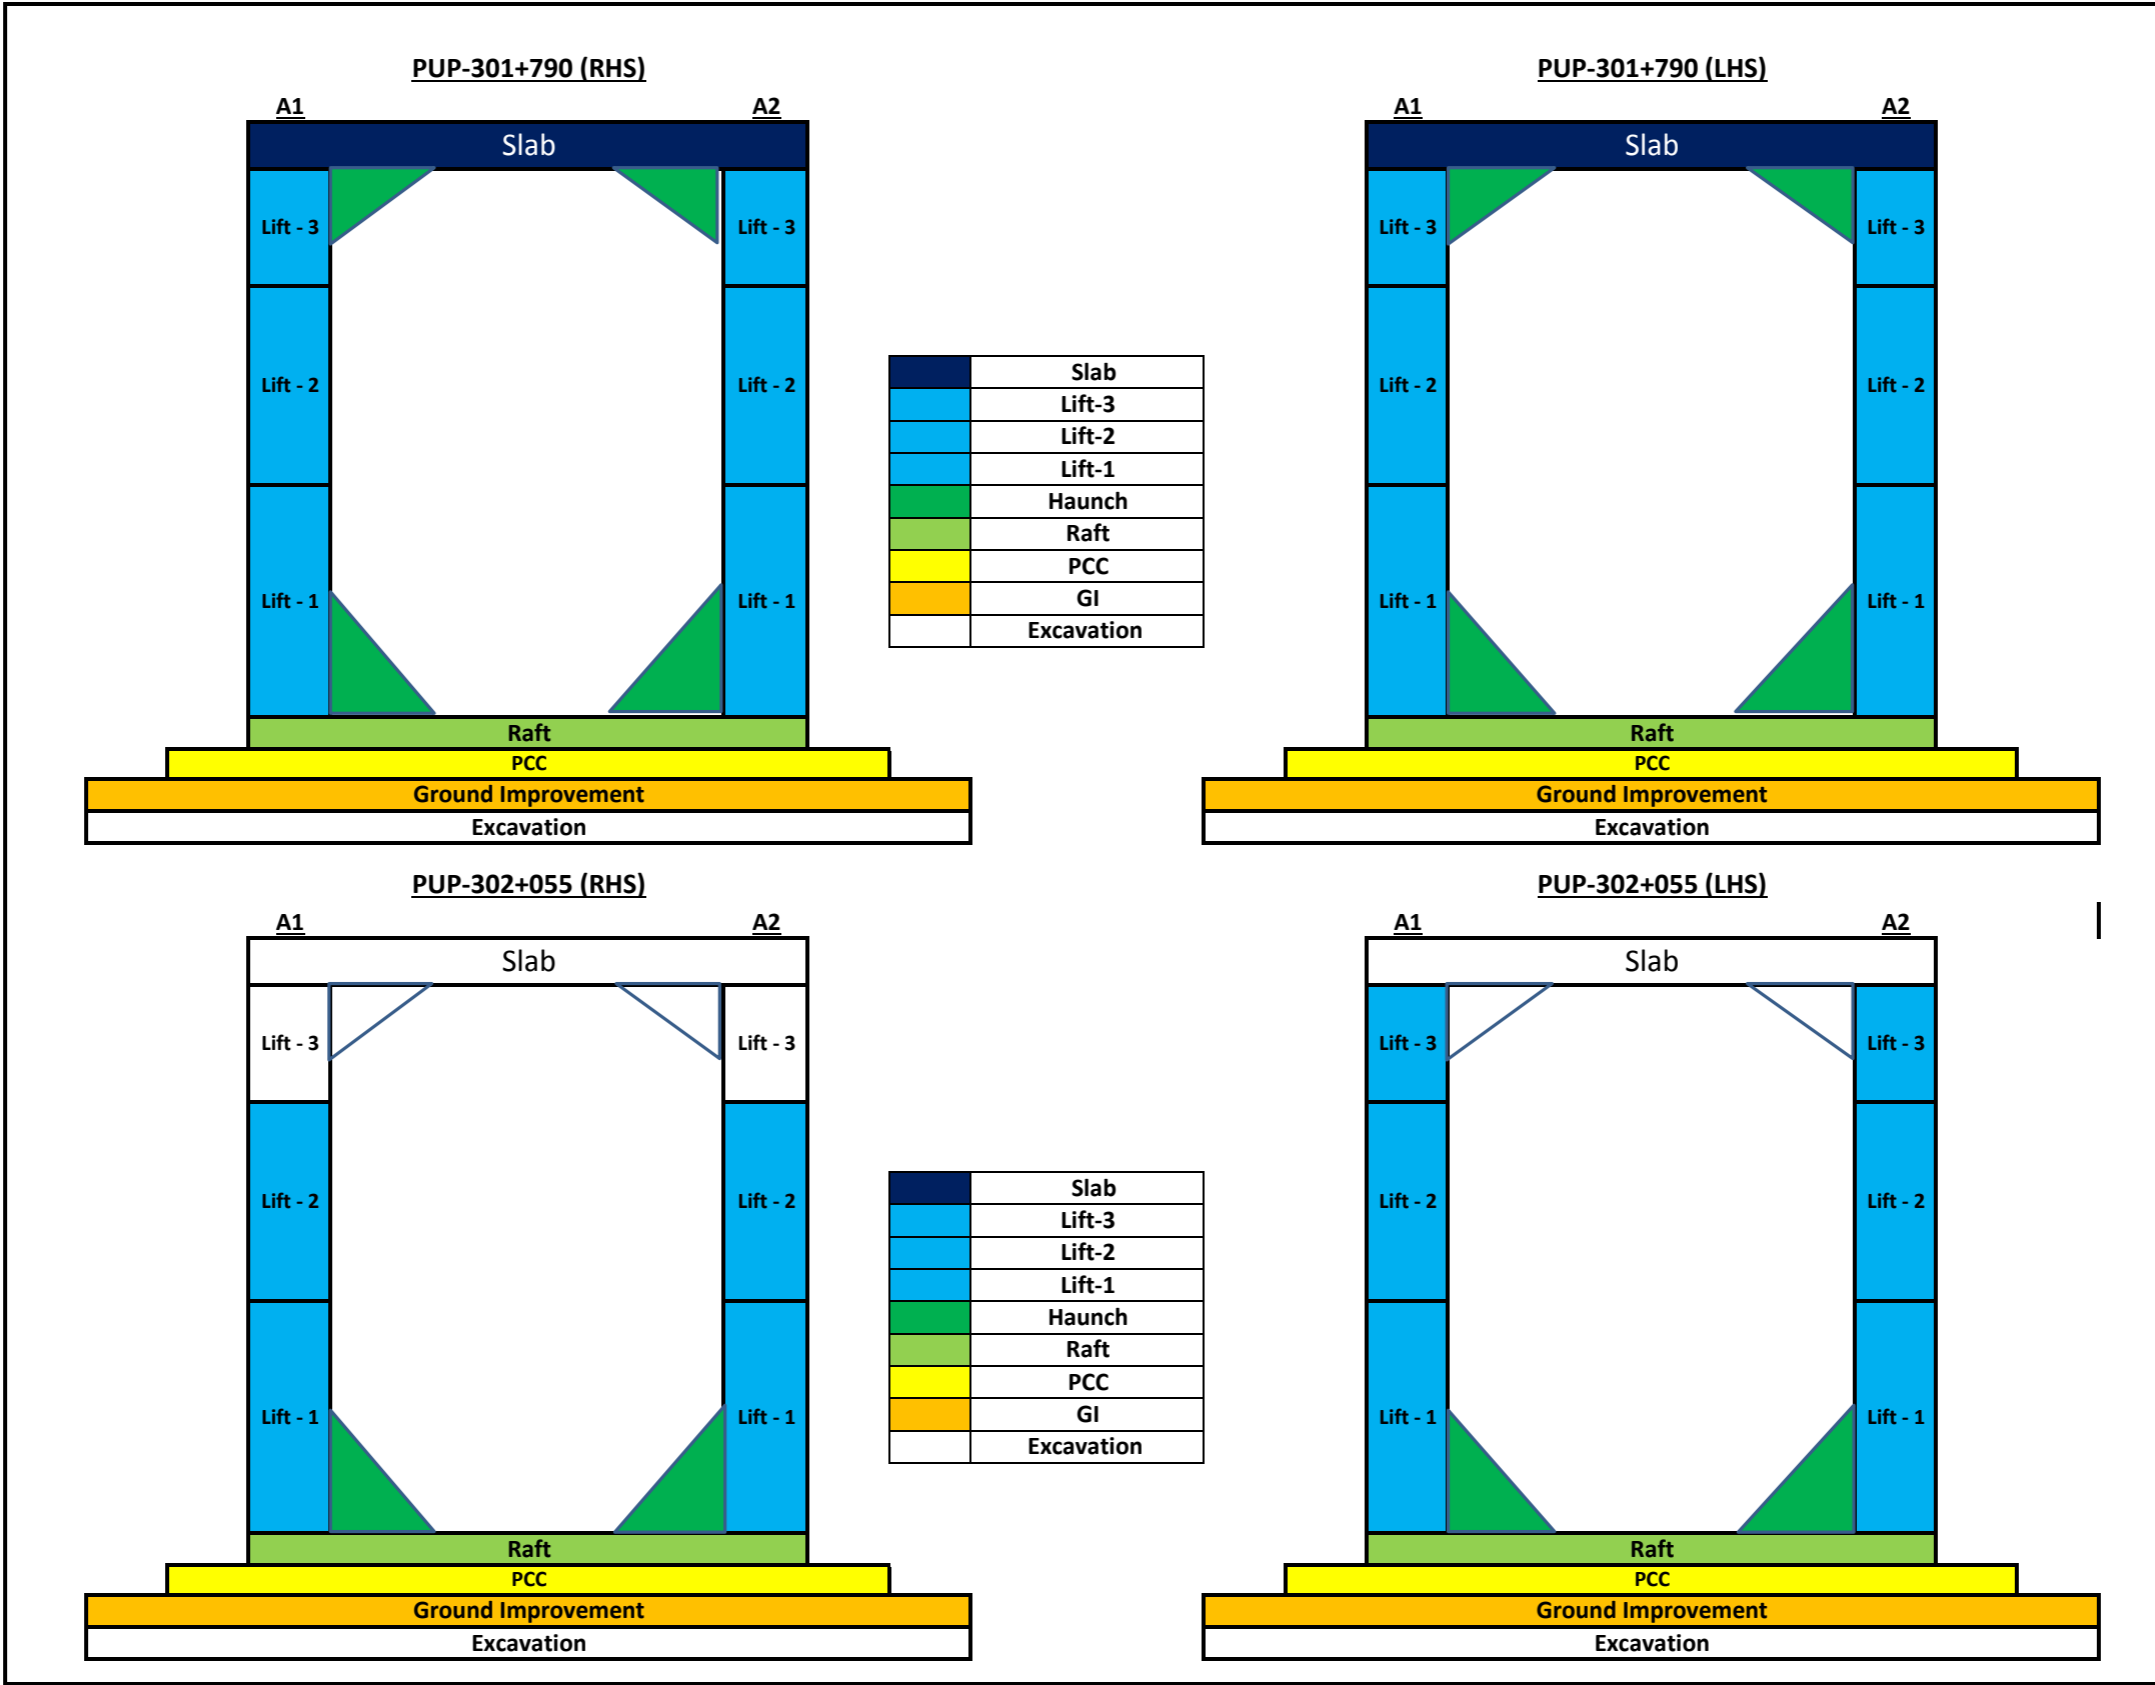 PUP-301+790 (RHS)
A1 A2
Slab
Lift - 3 Lift - 3
Lift - 2 Lift - 2
Lift - 1 Lift - 1
Raft
PCC
Ground Improvement
Excavation
Slab
Lift-3
Lift-2
Lift-1
Haunch
Raft
PCC
GI
Excavation
PUP-301+790 (LHS)
A1 A2
Slab
Lift - 3 Lift - 3
Lift - 2 Lift - 2
Lift - 1 Lift - 1
Raft
PCC
Ground Improvement
Excavation
PUP-302+055 (RHS)
A1 A2
Slab
Lift - 3 Lift - 3
Lift - 2 Lift - 2
Lift - 1 Lift - 1
Raft
PCC
Ground Improvement
Excavation
Slab
Lift-3
Lift-2
Lift-1
Haunch
Raft
PCC
GI
Excavation
PUP-302+055 (LHS)
A1 A2
Slab
Lift - 3 Lift - 3
Lift - 2 Lift - 2
Lift - 1 Lift - 1
Raft
PCC
Ground Improvement
Excavation